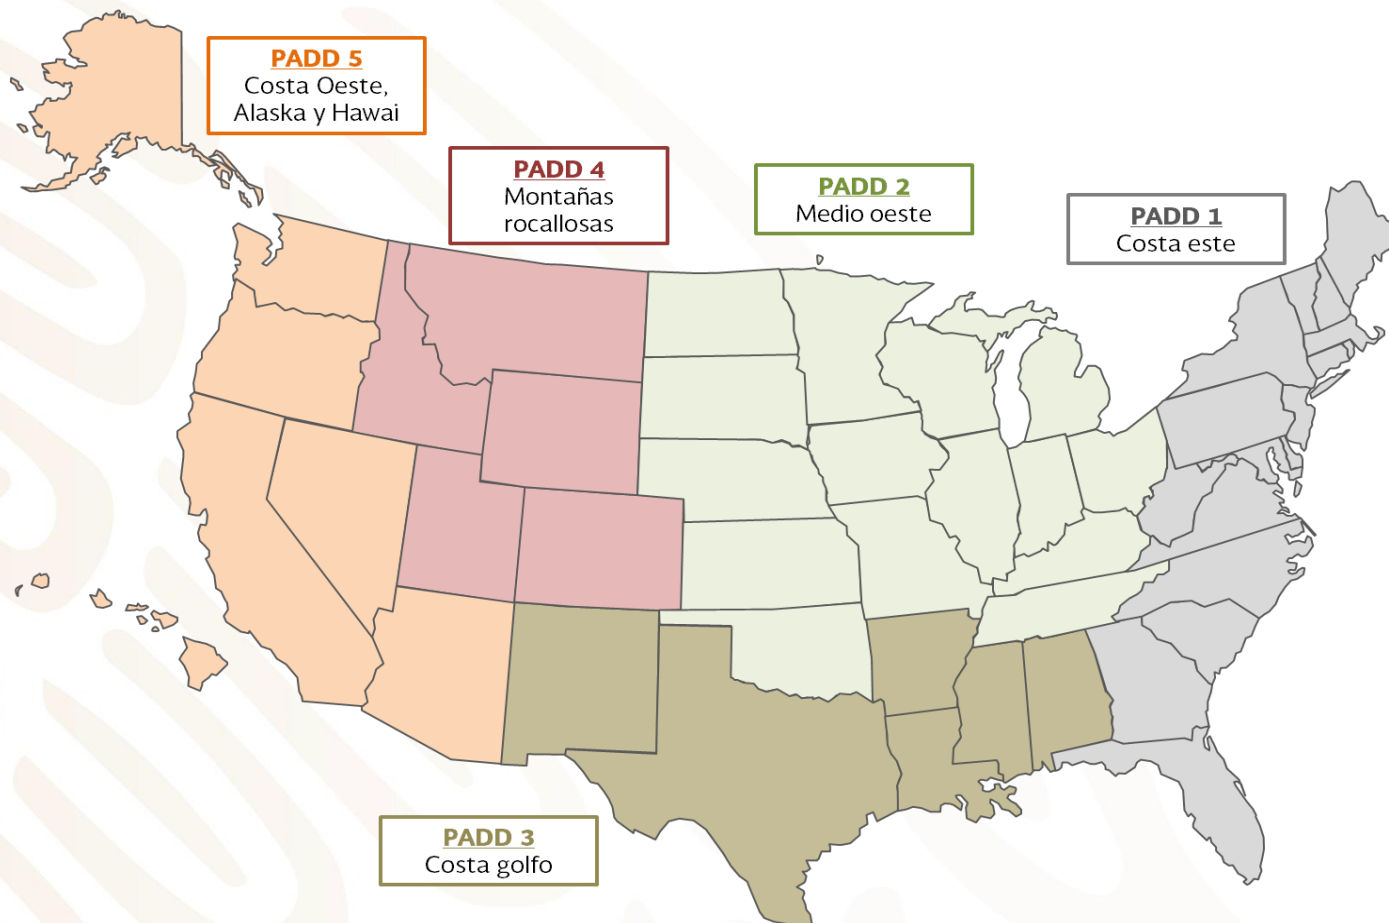 PADD 5
Costa Oeste,
Alaska y Hawai
PADD 4
Montañas
rocallosas
PADD 2
Medio oeste
PADD 1
Costa este
PADD 3
Costa golfo